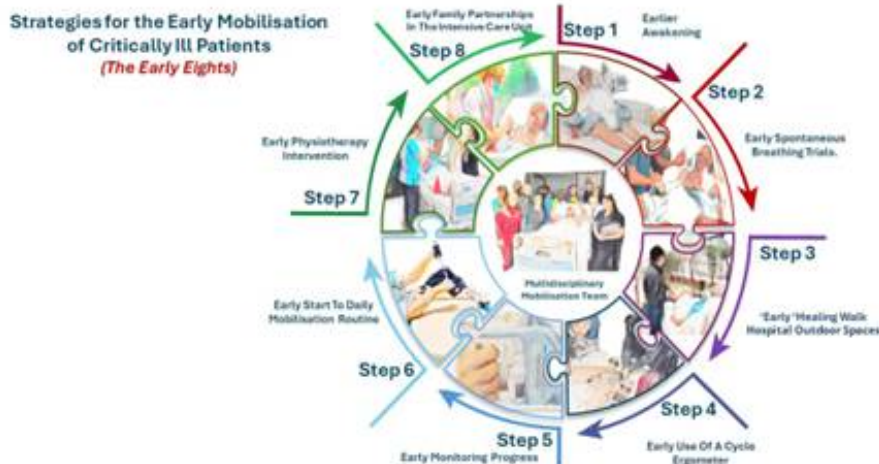 Strategies for the Early Mobilisation
of Critically Ill Patients
(The Early Eights)
Step 1
Earlier
Awakening
Step 2
Early Spontaneous
Breathing Trials.
Step 3
"Early "Healing Walk
Hospital Outdoor Spaces
Step 4
Early Use Of A Cycle
Ergometer
Step 5
Early Monitoring Progress
Step 6
Early Start To Daily
Mobilisation Routine
Step 7
Early Physiotherapy
Intervention
Step 8
Early Family Partnerships
In The Intensive Care Unit
Multidisciplinary
Mobilisation Team